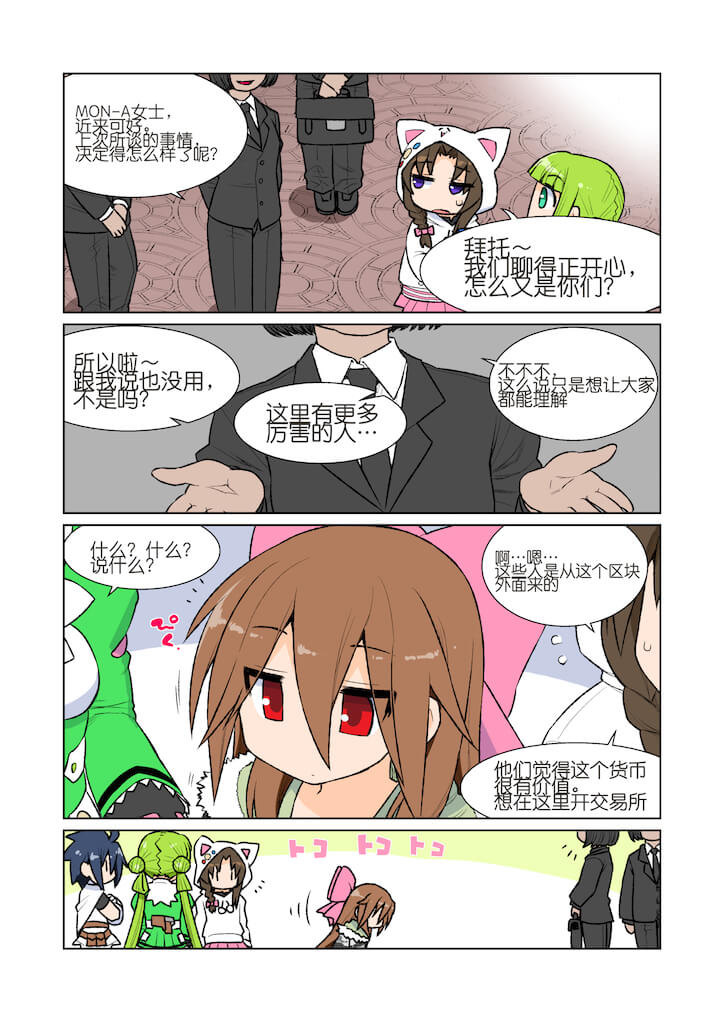 MON-A女士，
近来可好。
上次所谈的事情，
决定得怎么样了呢？
拜托～
我们聊得正开心，
怎么又是你们？
所以啦～
跟我说也没用，
不是吗？
这里有更多
厉害的人…
不不不，
这么说只是想让大家
都能理解
什么？什么？
说什么？
啊…嗯…
这些人是从这个区块
外面来的
ぴく
他们觉得这个货币
很有价值。
想在这里开交易所
トコ トコ トコ